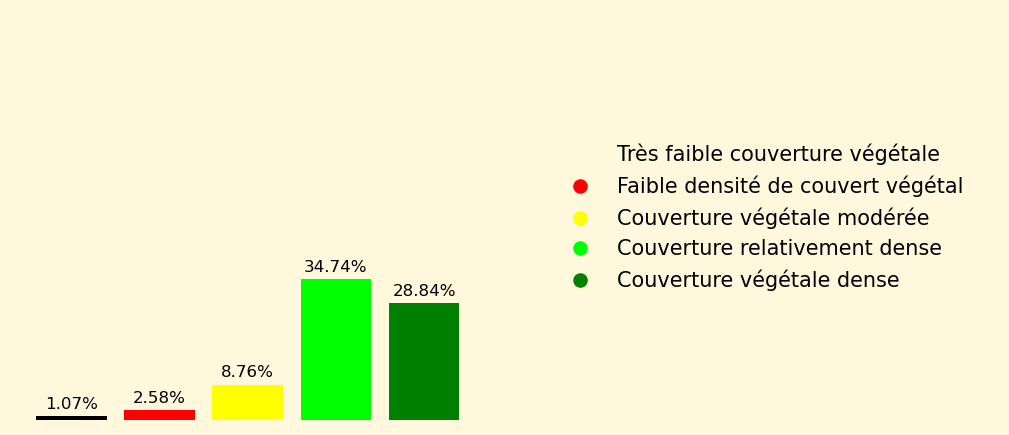 Très faible couverture végétale
Faible densité de couvert végétal
Couverture végétale modérée
Couverture relativement dense
Couverture végétale dense
34.74%
28.84%
8.76%
2.58%
1.07%